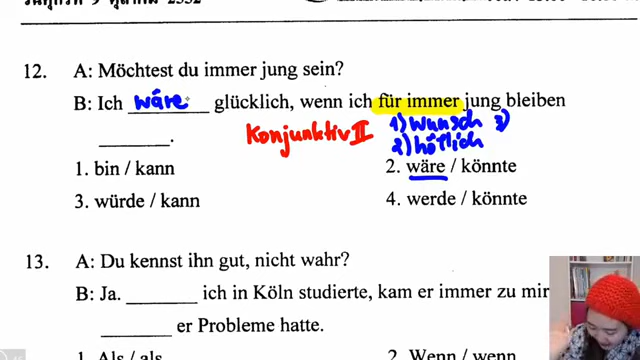 12. A: Möchtest du immer jung sein?
B: Ich wäre glücklich, wenn ich für immer jung bleiben
_______.
Konjunktiv II
1) Wunsch 3)
2) höflich
1. bin / kann 2. wäre / könnte
3. würde / kann 4. werde / könnte
13. A: Du kennst ihn gut, nicht wahr?
B: Ja. _______ ich in Köln studierte, kam er immer zu mir
_______ er Probleme hatte.
1. Als / als 2. Wenn / wenn